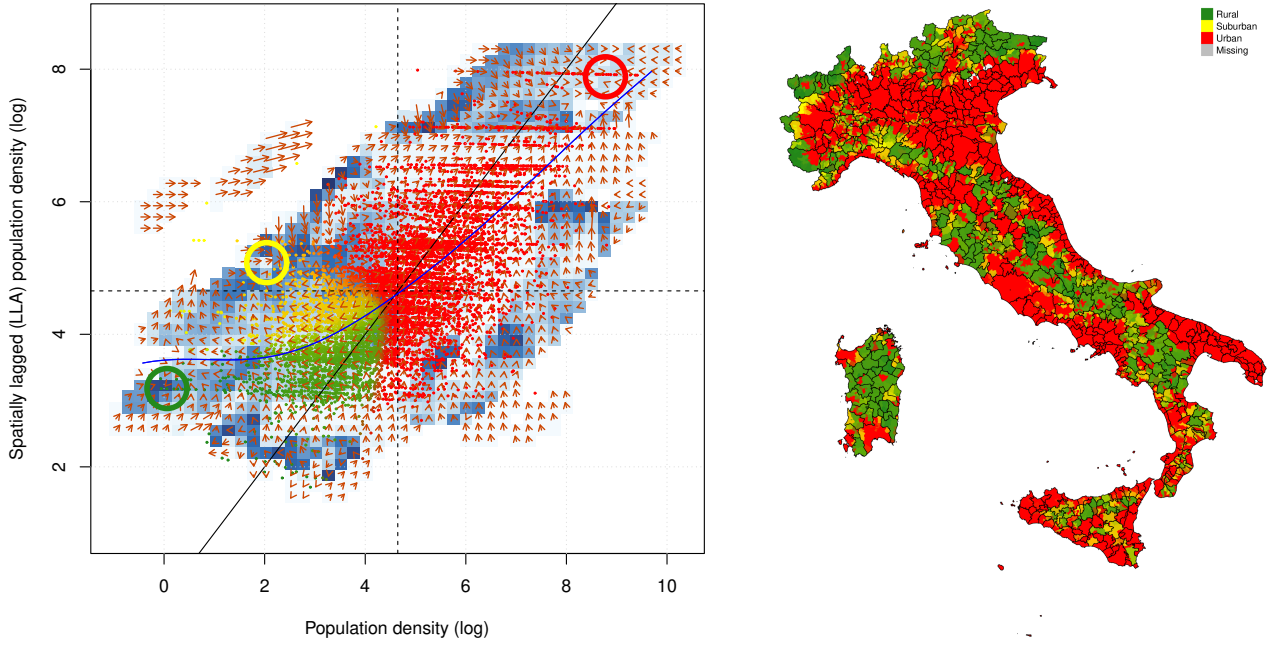 Spatially lagged (LLA) population density (log)
8
6
4
2
0 2 4 6 8 10
Population density (log)
Rural
Suburban
Urban
Missing